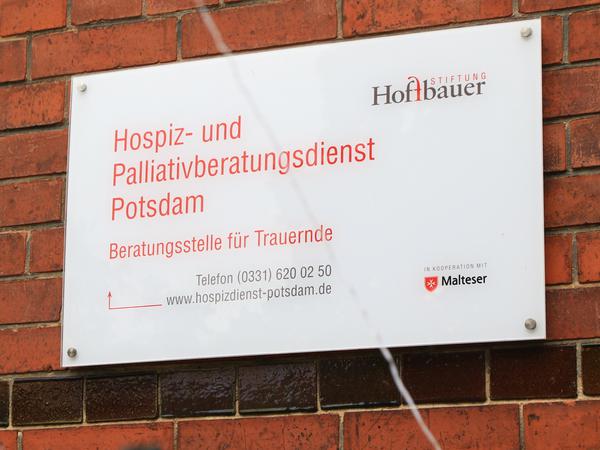 STIFTUNG
Hoffbauer
Hospiz- und
Palliativberatungsdienst
Potsdam
Beratungsstelle für Trauernde
Telefon (0331) 620 02 50
www.hospizdienst-potsdam.de
IN KOOPERATION MIT
Malteser